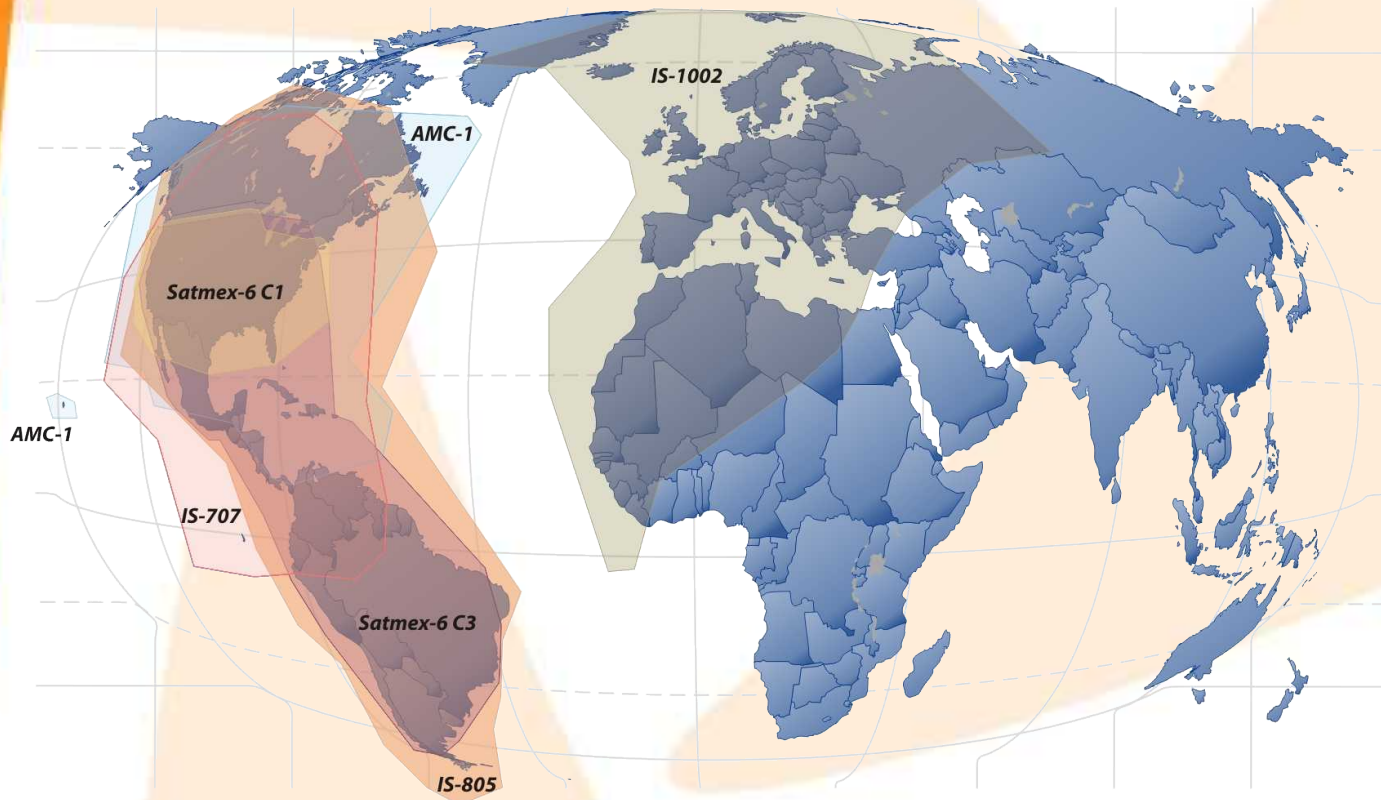 IS-1002
AMC-1
Satmex-6 C1
AMC-1
IS-707
Satmex-6 C3
IS-805